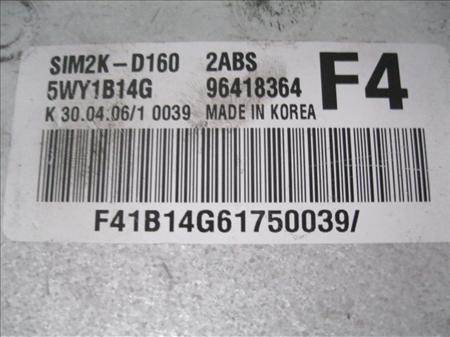 SIM2K-D160 2ABS F4
5WY1B14G 96418364
K 30.04.06/1 0039 MADE IN KOREA
F41B14G61750039/